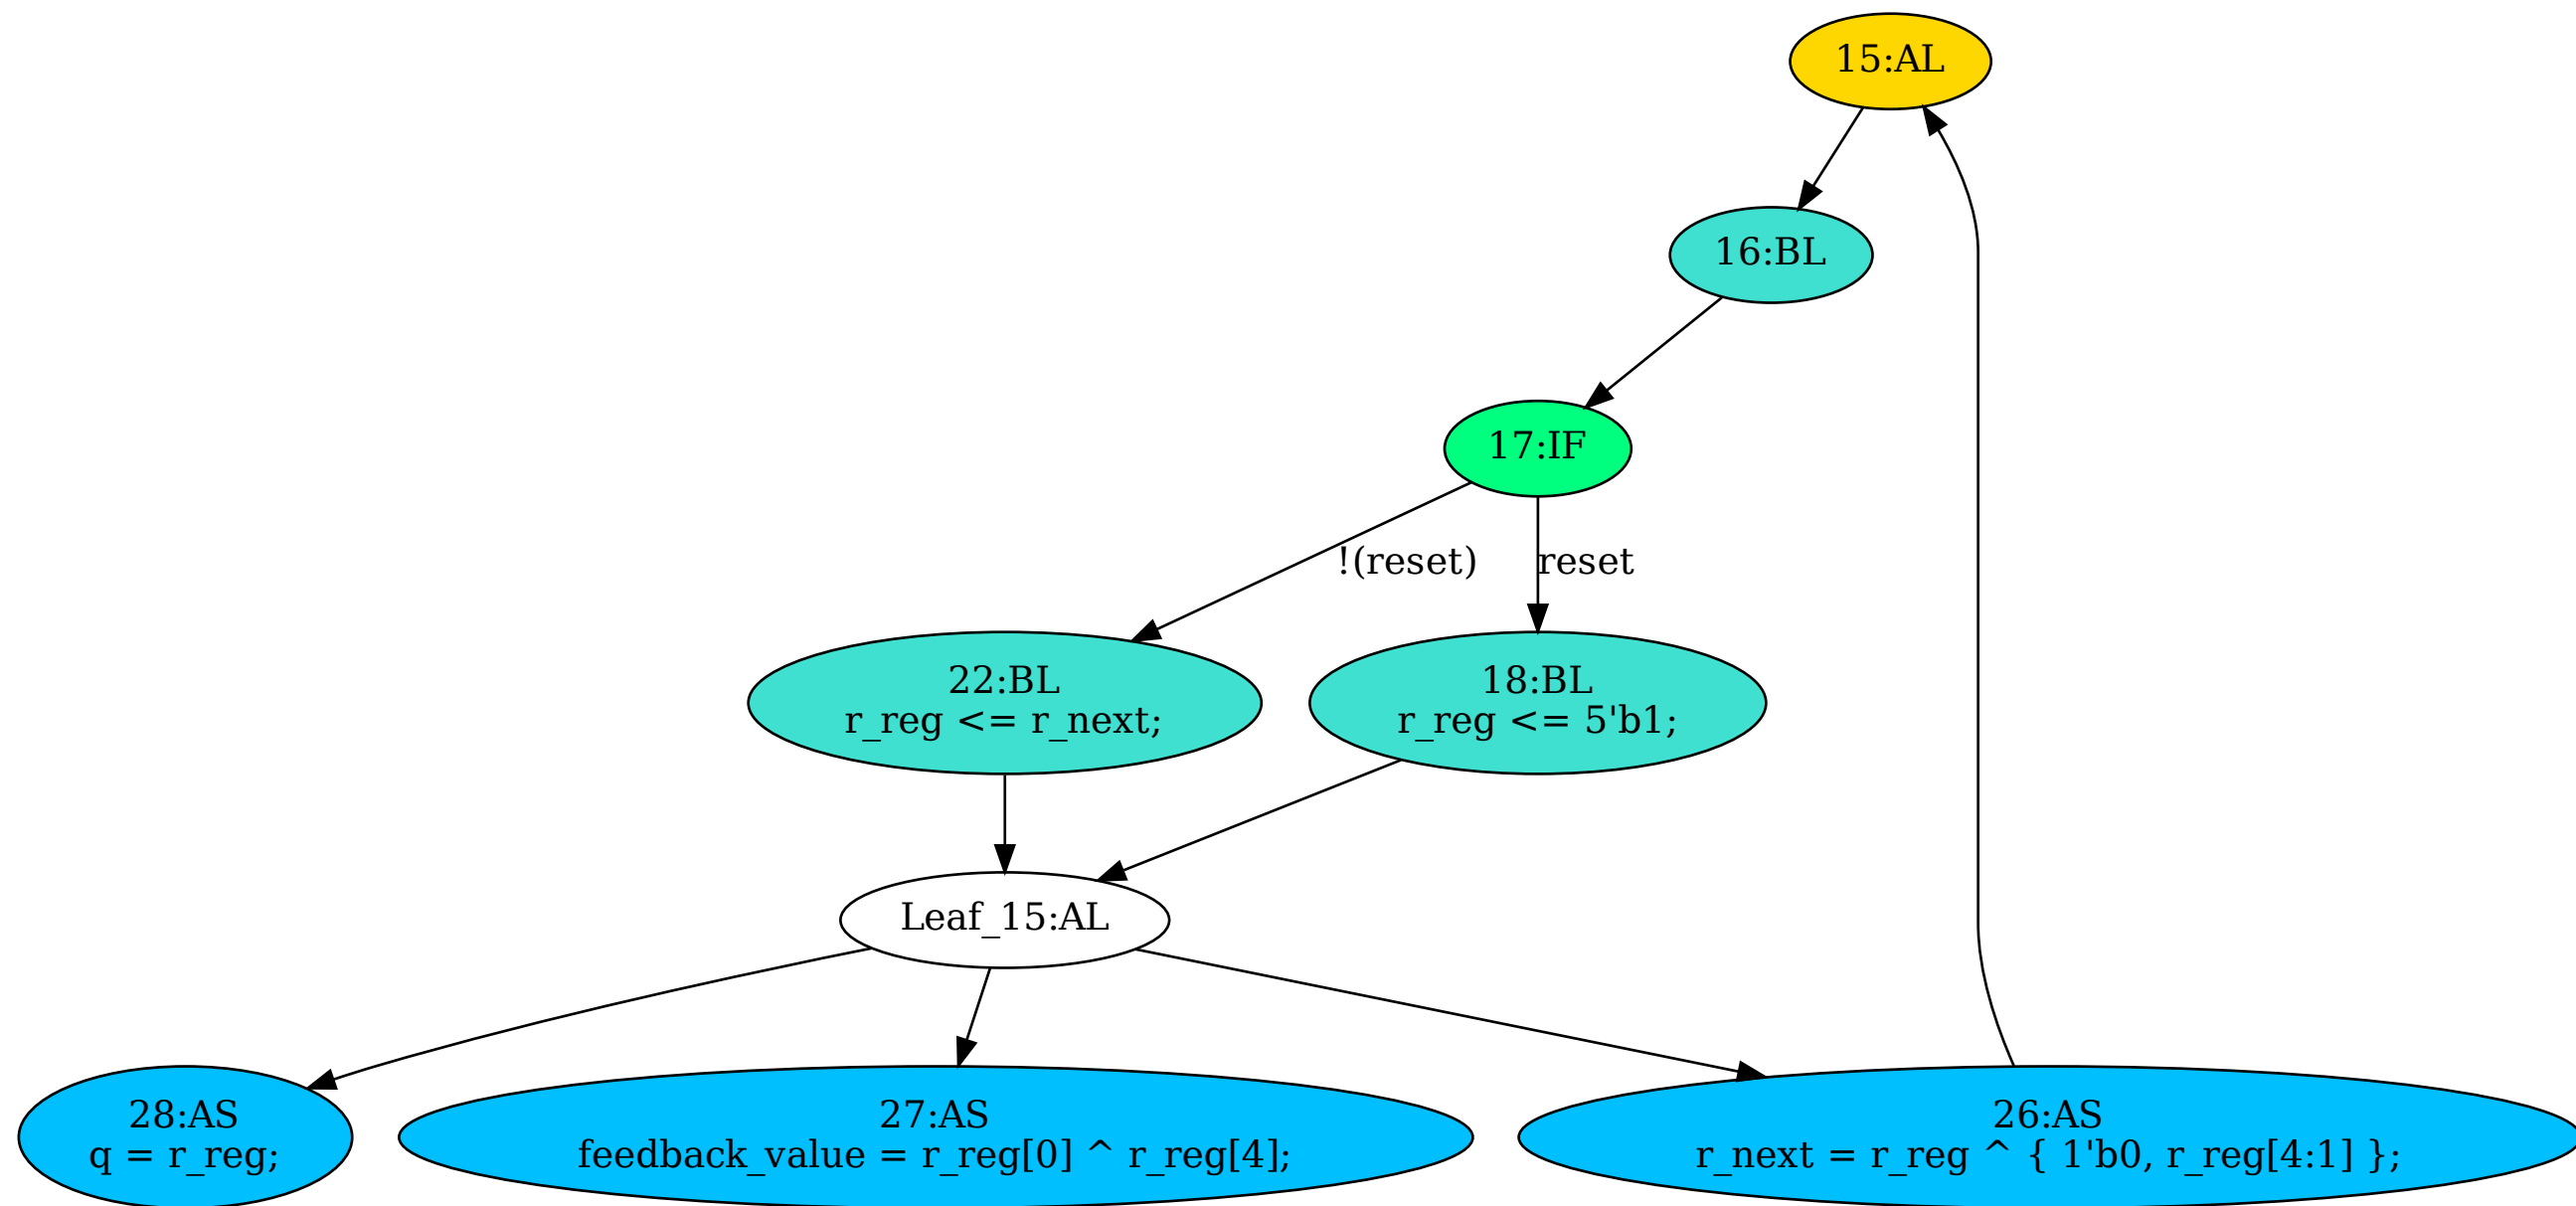 15:AL
16:BL
17:IF
!(reset)
reset
22:BL
r_reg <= r_next;
18:BL
r_reg <= 5'b1;
Leaf_15:AL
28:AS
q = r_reg;
27:AS
feedback_value = r_reg[0] ^ r_reg[4];
26:AS
r_next = r_reg ^ { 1'b0, r_reg[4:1] };